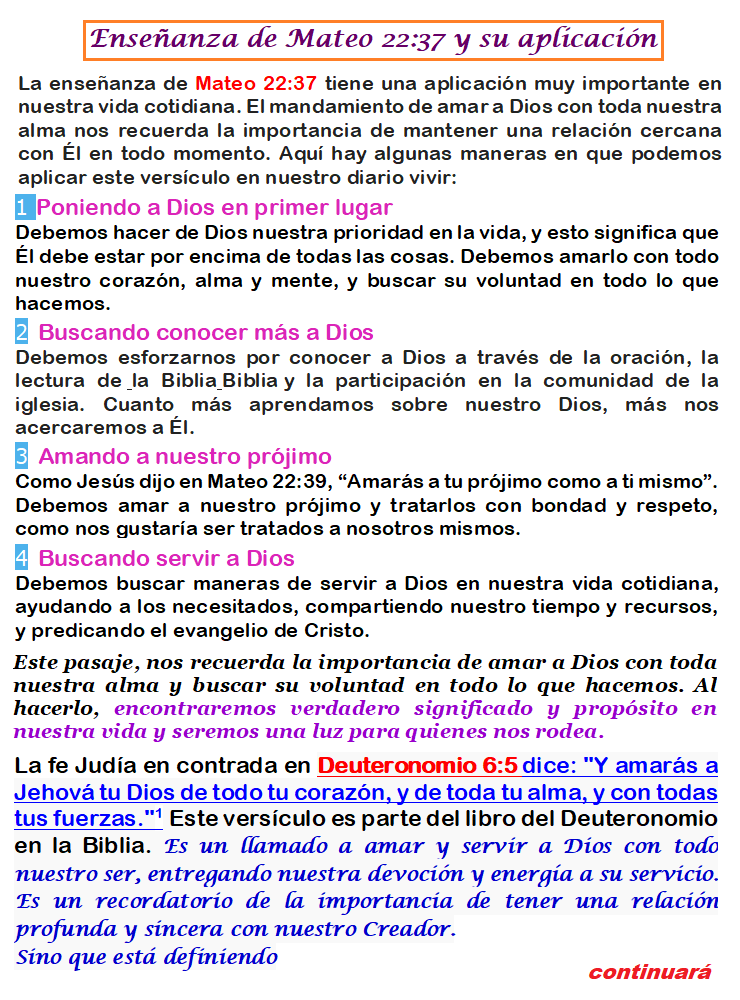 Enseñanza de Mateo 22:37 y su aplicación
La enseñanza de Mateo 22:37 tiene una aplicación muy importante en
nuestra vida cotidiana. El mandamiento de amar a Dios con toda nuestra
alma nos recuerda la importancia de mantener una relación cercana
con Él en todo momento. Aquí hay algunas maneras en que podemos
aplicar este versículo en nuestro diario vivir:
1 Poniendo a Dios en primer lugar
Debemos hacer de Dios nuestra prioridad en la vida, y esto significa que
Él debe estar por encima de todas las cosas. Debemos amarlo con todo
nuestro corazón, alma y mente, y buscar su voluntad en todo lo que
hacemos.
2 Buscando conocer más a Dios
Debemos esforzarnos por conocer a Dios a través de la oración, la
lectura de la Biblia Biblia y la participación en la comunidad de la
iglesia. Cuanto más aprendamos sobre nuestro Dios, más nos
acercaremos a Él.
3 Amando a nuestro prójimo
Como Jesús dijo en Mateo 22:39, “Amarás a tu prójimo como a ti mismo”.
Debemos amar a nuestro prójimo y tratarlos con bondad y respeto,
como nos gustaría ser tratados a nosotros mismos.
4 Buscando servir a Dios
Debemos buscar maneras de servir a Dios en nuestra vida cotidiana,
ayudando a los necesitados, compartiendo nuestro tiempo y recursos,
y predicando el evangelio de Cristo.
Este pasaje, nos recuerda la importancia de amar a Dios con toda
nuestra alma y buscar su voluntad en todo lo que hacemos. Al
hacerlo, encontraremos verdadero significado y propósito en
nuestra vida y seremos una luz para quienes nos rodea.
La fe Judía en contrada en Deuteronomio 6:5 dice: "Y amarás a
Jehová tu Dios de todo tu corazón, y de toda tu alma, y con todas
tus fuerzas."¹ Este versículo es parte del libro del Deuteronomio
en la Biblia. Es un llamado a amar y servir a Dios con todo
nuestro ser, entregando nuestra devoción y energía a su servicio.
Es un recordatorio de la importancia de tener una relación
profunda y sincera con nuestro Creador.
Sino que está definiendo
continuará